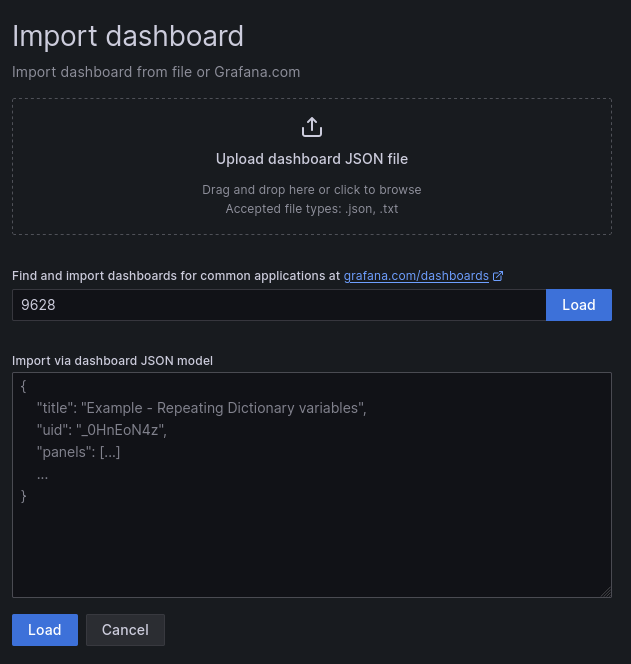 Import dashboard
Import dashboard from file or Grafana.com
Upload dashboard JSON file
Drag and drop here or click to browse
Accepted file types: .json, .txt
Find and import dashboards for common applications at grafana.com/dashboards
9628
Load
Import via dashboard JSON model
{
"title": "Example - Repeating Dictionary variables",
"uid": "_0HnEoN4z",
"panels": [...]
...
}
Load
Cancel